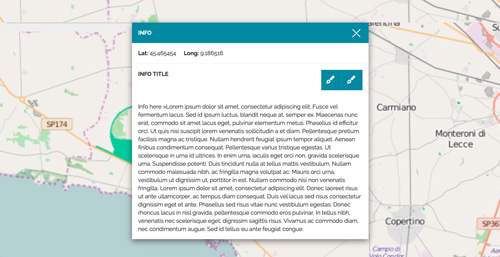 INFO
Lat: 45.465454 Long: 9.186516
INFO TITLE
Info here >Lorem ipsum dolor sit amet, consectetur adipiscing elit. Fusce vel
fermentum lacus. Sed id ipsum luctus, blandit neque at, semper ex. Maecenas nunc
erat, commodo sit amet lacus eget, pulvinar elementum metus. Phasellus id efficitur
orci. Ut quis nisi suscipit lorem venenatis sollicitudin a et diam. Pellentesque pretium
facilisis magna ac tristique. Nullam hendrerit feugiat ipsum tempor aliquet. Aenean
finibus condimentum consequat. Pellentesque varius tristique egestas. Ut
scelerisque in urna id ultrices. In enim urna, iaculis eget orci non, gravida scelerisque
urna. Suspendisse potenti. Duis tincidunt nulla at tellus mattis vestibulum. Nullam
commodo malesuada nibh, ac fringilla magna volutpat ac. Mauris orci urna,
vestibulum ut dignissim ut, porttitor in est. Nullam commodo nisi non venenatis
fringilla. Lorem ipsum dolor sit amet, consectetur adipiscing elit. Donec laoreet risus
ut ante ullamcorper, ac tempus diam consequat. Duis vel lacus sed risus consectetur
dignissim eget et ante. Phasellus sed risus vitae nunc vestibulum egestas. Donec
rhoncus lacus in nisl gravida, pellentesque commodo eros pulvinar. In tellus nibh,
venenatis nec scelerisque eget, dignissim sagittis risus. Vivamus ac commodo diam,
nec condimentum augue. Sed id tellus eu ante feugiat congue.
SP174
Carmiano
Monteroni di
Lecce
Copertino
SP36
Campo di